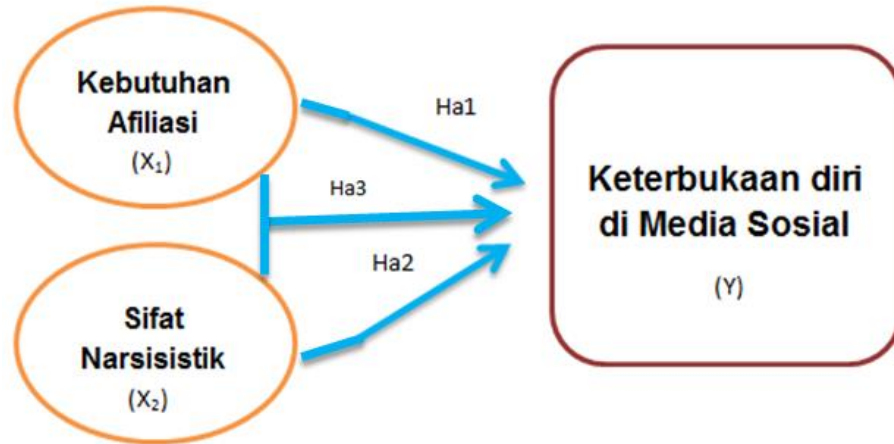 Kebutuhan
Afiliasi
(X₁)
Ha1
Ha3
Ha2
Sifat
Narsisistik
(X₂)
Keterbukaan diri
di Media Sosial
(Y)